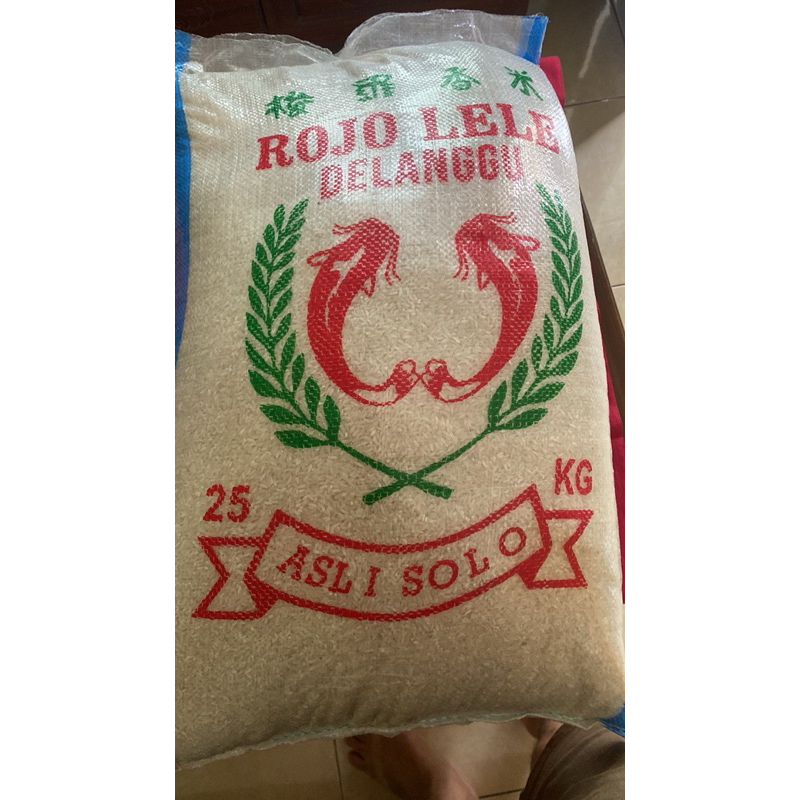 香米
ROJO LELE
DELANGGU
25 KG
ASLI SOLO